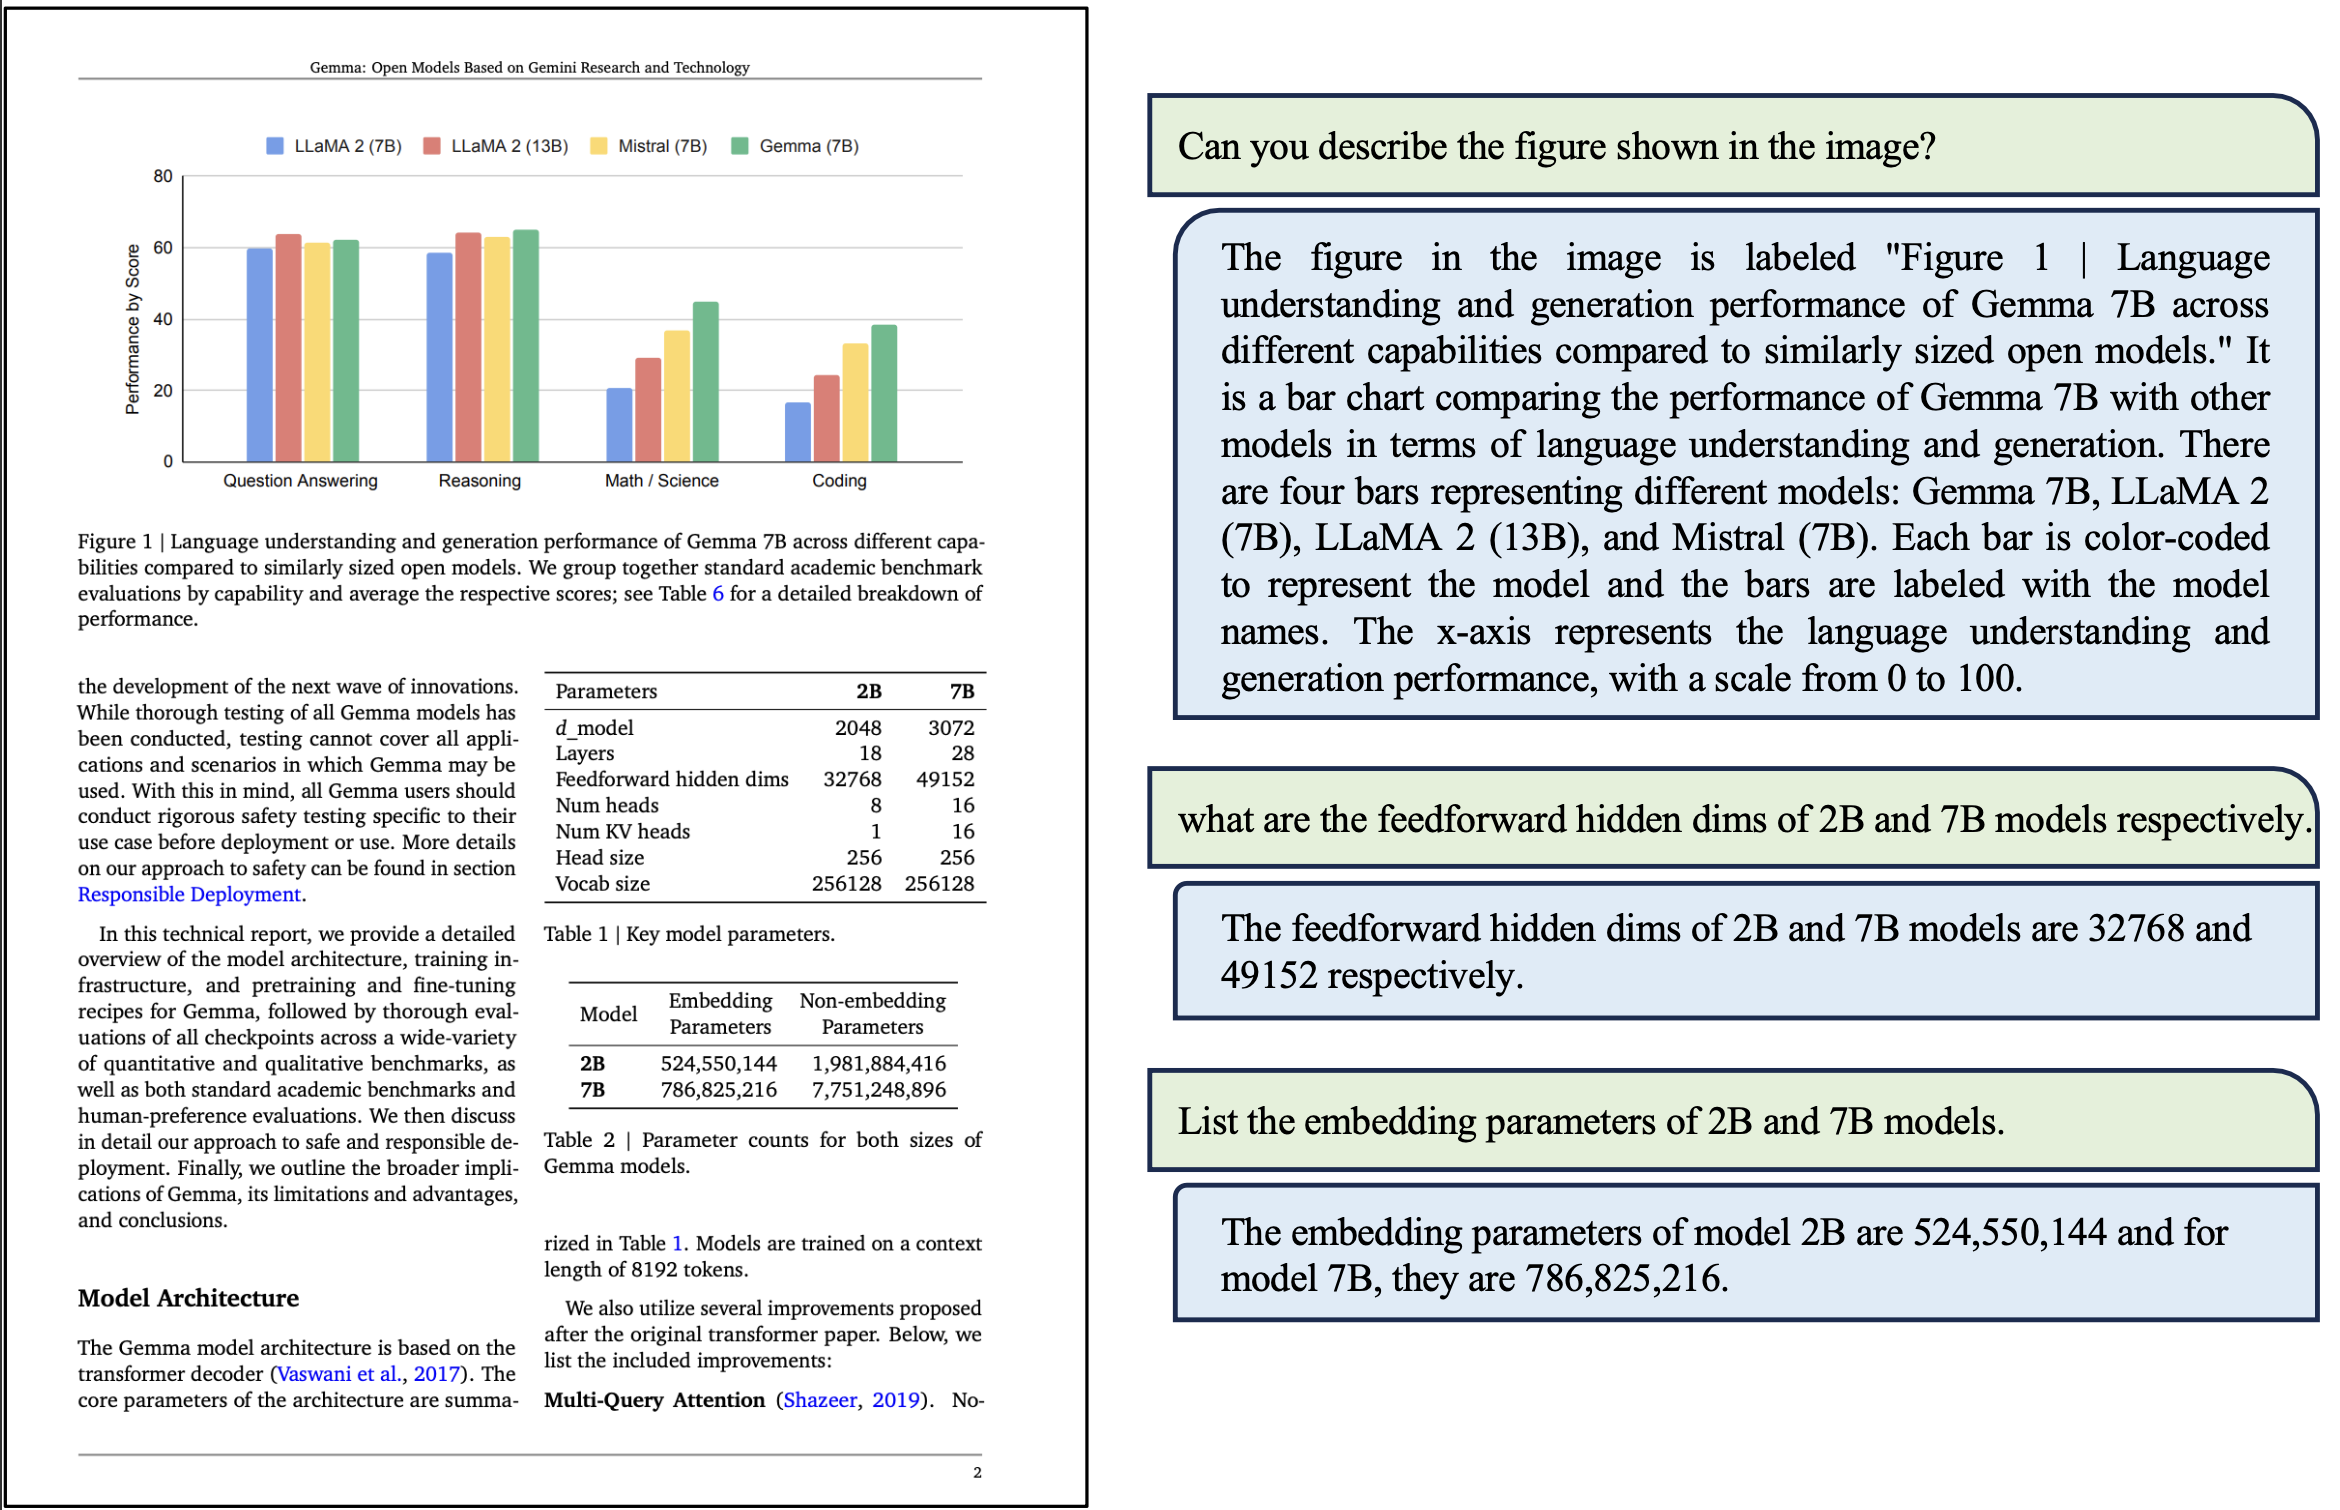 Gemma: Open Models Based on Gemini Research and Technology
LLaMA 2 (7B) LLaMA 2 (13B) Mistral (7B) Gemma (7B)
Performance by Score
80
60
40
20
0
Question Answering Reasoning Math / Science Coding
Figure 1 | Language understanding and generation performance of Gemma 7B across different capa-
bilities compared to similarly sized open models. We group together standard academic benchmark
evaluations by capability and average the respective scores; see Table 6 for a detailed breakdown of
performance.
the development of the next wave of innovations.
While thorough testing of all Gemma models has
been conducted, testing cannot cover all appli-
cations and scenarios in which Gemma may be
used. With this in mind, all Gemma users should
conduct rigorous safety testing specific to their
use case before deployment or use. More details
on our approach to safety can be found in section
Responsible Deployment.
In this technical report, we provide a detailed
overview of the model architecture, training in-
frastructure, and pretraining and fine-tuning
recipes for Gemma, followed by thorough eval-
uations of all checkpoints across a wide-variety
of quantitative and qualitative benchmarks, as
well as both standard academic benchmarks and
human-preference evaluations. We then discuss
in detail our approach to safe and responsible de-
ployment. Finally, we outline the broader impli-
cations of Gemma, its limitations and advantages,
and conclusions.
Model Architecture
The Gemma model architecture is based on the
transformer decoder (Vaswani et al., 2017). The
core parameters of the architecture are summa-
Parameters 2B 7B
d_model 2048 3072
Layers 18 28
Feedforward hidden dims 32768 49152
Num heads 8 16
Num KV heads 1 16
Head size 256 256
Vocab size 256128 256128
Table 1 | Key model parameters.
Model Embedding Parameters Non-embedding Parameters
2B 524,550,144 1,981,884,416
7B 786,825,216 7,751,248,896
Table 2 | Parameter counts for both sizes of
Gemma models.
rized in Table 1. Models are trained on a context
length of 8192 tokens.
We also utilize several improvements proposed
after the original transformer paper. Below, we
list the included improvements:
Multi-Query Attention (Shazeer, 2019). No-
2
Can you describe the figure shown in the image?
The figure in the image is labeled "Figure 1 | Language
understanding and generation performance of Gemma 7B across
different capabilities compared to similarly sized open models." It
is a bar chart comparing the performance of Gemma 7B with other
models in terms of language understanding and generation. There
are four bars representing different models: Gemma 7B, LLaMA 2
(7B), LLaMA 2 (13B), and Mistral (7B). Each bar is color-coded
to represent the model and the bars are labeled with the model
names. The x-axis represents the language understanding and
generation performance, with a scale from 0 to 100.
what are the feedforward hidden dims of 2B and 7B models respectively.
The feedforward hidden dims of 2B and 7B models are 32768 and
49152 respectively.
List the embedding parameters of 2B and 7B models.
The embedding parameters of model 2B are 524,550,144 and for
model 7B, they are 786,825,216.